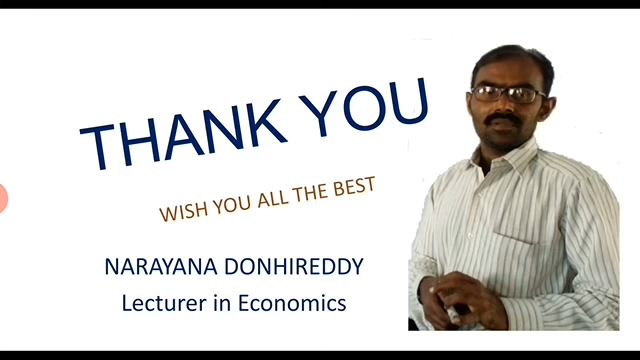 THANK YOU
WISH YOU ALL THE BEST
NARAYANA DONHIREDDY
Lecturer in Economics